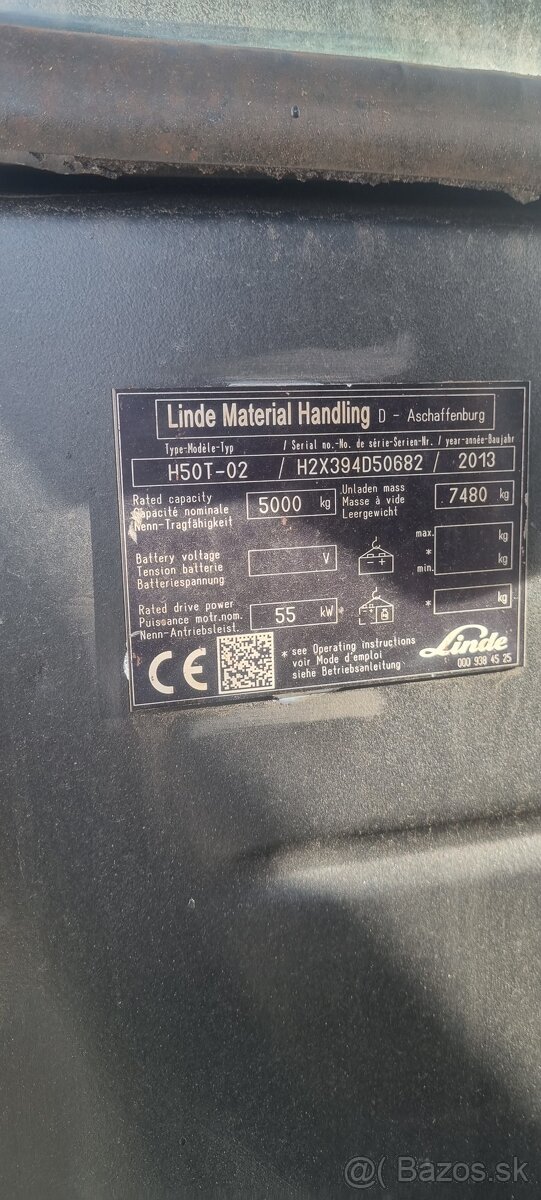 Linde Material Handling D - Aschaffenburg
Type-Modèle-Typ / Serial no.-No. de série-Serien-Nr. / year-année-Baujahr
H50T-02 / H2X394D50682 / 2013
Rated capacity
Capacité nominale
Nenn-Tragfähigkeit
5000 kg
Unladen mass
Masse à vide
Leergewicht
7480 kg
Battery voltage
Tension batterie
Batteriespannung
V
- +
max.
*
min.
kg
kg
Rated drive power
Puissance motr.nom.
Nenn-Antriebsleist.
55 kW
* kg
CE
* see Operating instructions
voir Mode d'emploi
siehe Betriebsanleitung
Linde
000 938 45 25
@ Bazos.sk